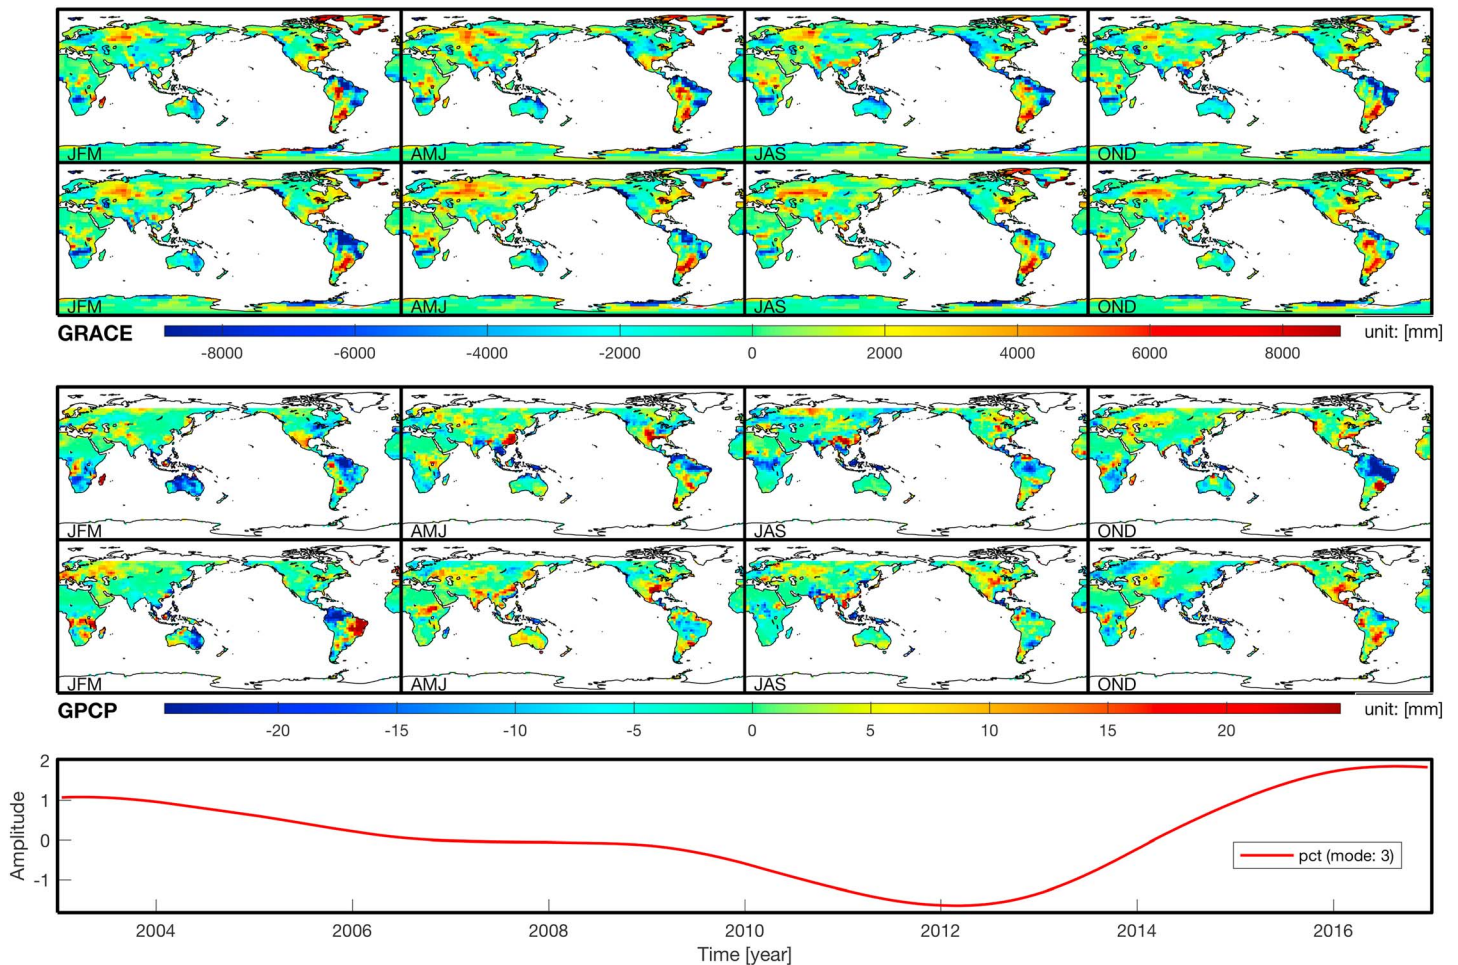 JFM AMJ JAS OND
JFM AMJ JAS OND
GRACE unit: [mm]
-8000 -6000 -4000 -2000 0 2000 4000 6000 8000
JFM AMJ JAS OND
JFM AMJ JAS OND
GPCP unit: [mm]
-20 -15 -10 -5 0 5 10 15 20
2
1
0
-1
Amplitude
pct (mode: 3)
2004 2006 2008 2010 2012 2014 2016
Time [year]